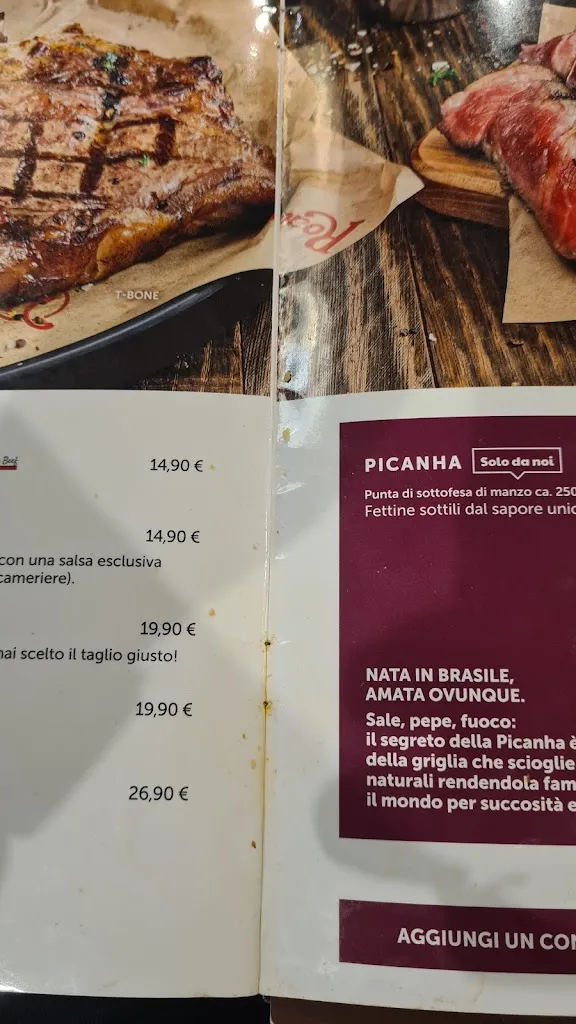 T-BONE
Beef
14,90 €
14,90 €
con una salsa esclusiva
cameriere).
19,90 €
hai scelto il taglio giusto!
19,90 €
26,90 €
PICANHA Solo da noi
Punta di sottofesa di manzo ca. 250
Fettine sottili dal sapore
NATA IN BRASILE,
AMATA OVUNQUE.
Sale, pepe, fuoco:
il segreto della Picanha è
della griglia che scioglie
naturali rendendola
il mondo per succosità e
AGGIUNGI UN